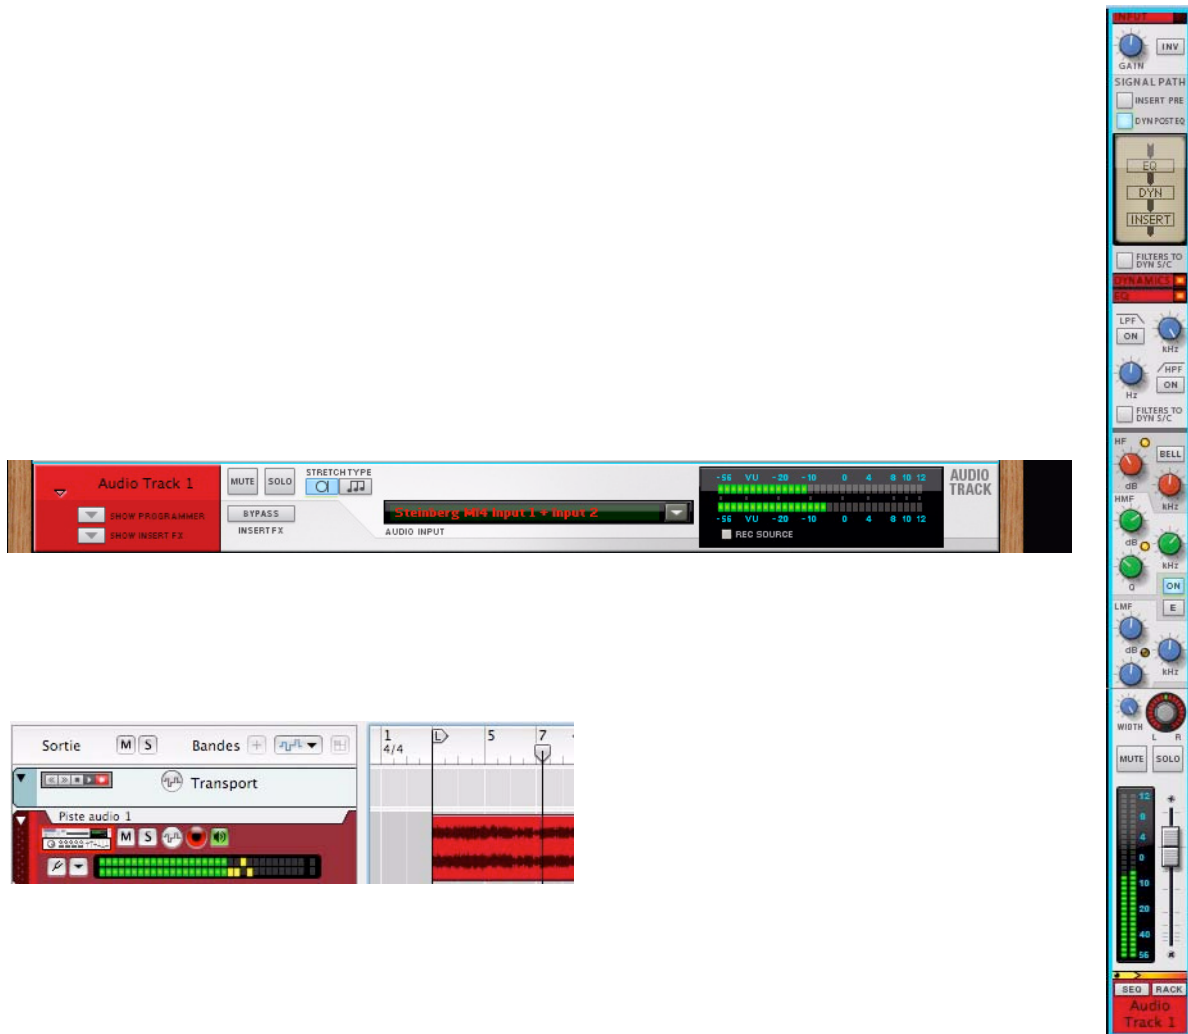 Audio Track 1
SHOW PROGRAMMER
SHOW INSERT FX
MUTE SOLO
BYPASS
INSERT FX
STRETCH TYPE
Steinberg MI4 Input 1 + Input 2
AUDIO INPUT
-56 VU -20 -10 0 4 8 10 12
-56 VU -20 -10 0 4 8 10 12
REC SOURCE
AUDIO
TRACK
Sortie M S Bandes +
Transport
Piste audio 1
M S
1 L 5 7
4/4
INPUT
INV
GAIN
SIGNAL PATH
INSERT PRE
DYN POST EQ
EQ
DYN
INSERT
FILTERS TO
DYN S/C
DYNAMICS
EQ
LPF
ON
kHz
HPF
ON
Hz
FILTERS TO
DYN S/C
HF
BELL
dB
HMF
kHz
dB
kHz
Q
ON
LMF
E
dB
kHz
WIDTH
L R
MUTE SOLO
12
8
4
0
10
20
40
56
SEQ RACK
Audio
Track 1